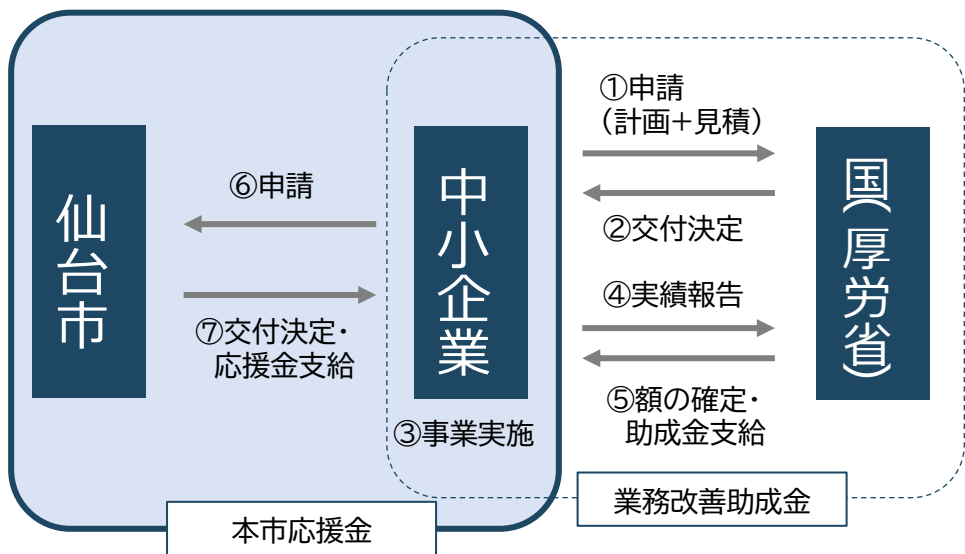 ①申請
（計画＋見積）
仙台市
⑥申請
中小企業
国(厚労省)
②交付決定
④実績報告
⑦交付決定・
応援金支給
⑤額の確定・
助成金支給
③事業実施
業務改善助成金
本市応援金